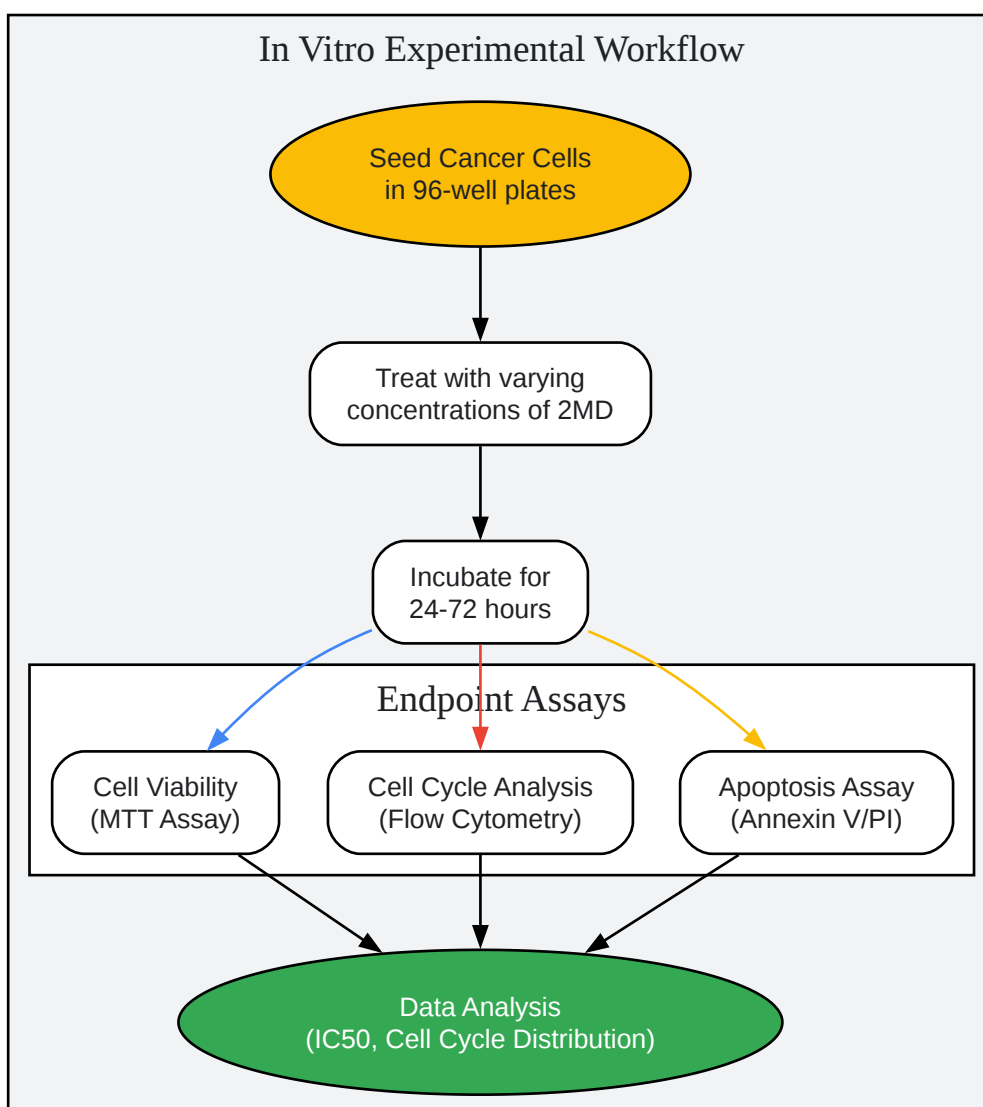 In Vitro Experimental Workflow
Seed Cancer Cells
in 96-well plates
Treat with varying
concentrations of 2MD
Incubate for
24-72 hours
Endpoint Assays
Cell Viability
(MTT Assay)
Cell Cycle Analysis
(Flow Cytometry)
Apoptosis Assay
(Annexin V/PI)
Data Analysis
(IC50, Cell Cycle Distribution)